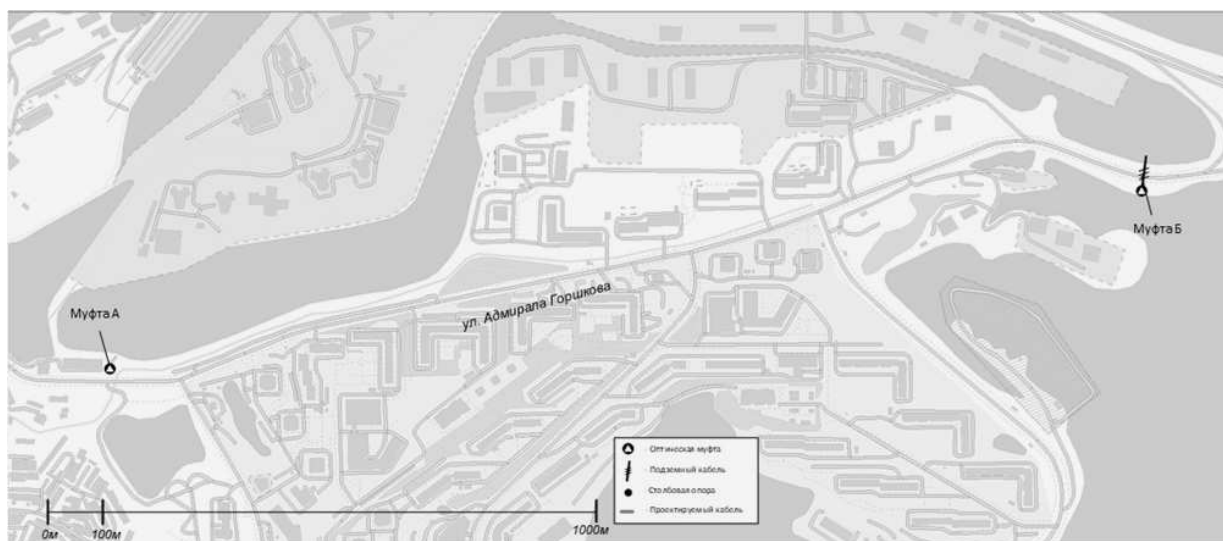 Муфта Б
Муфта А
ул. Адмирала Горшкова
Оптическая муфта
Подземный кабель
Столбовая опора
Проектируемый кабель
0м 100м 1000м